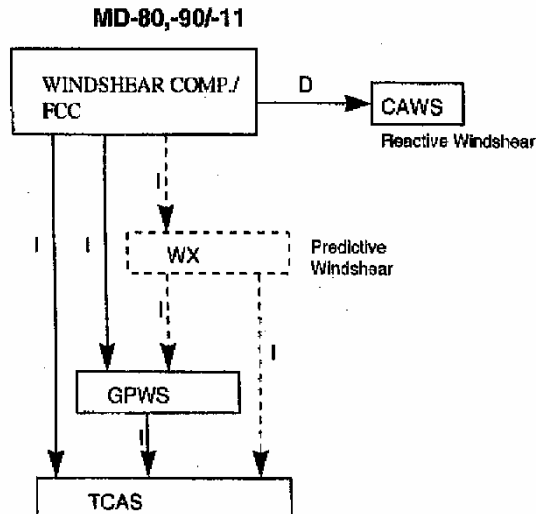 MD-80,-90/-11
WINDSHEAR COMP./
FCC
D
CAWS
Reactive Windshear
I
I
I
WX
Predictive
Windshear
I
I
GPWS
I
TCAS